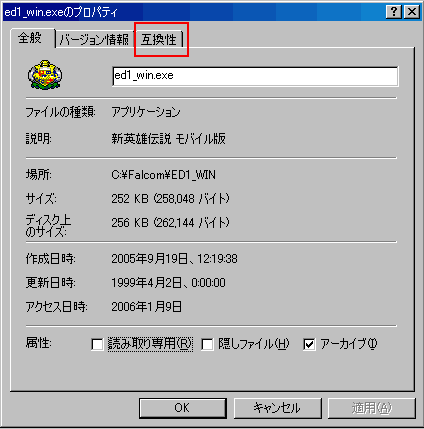 ed1_win.exeのプロパティ
全般 バージョン情報 互換性
ed1_win.exe
ファイルの種類: アプリケーション
説明: 新英雄伝説 モバイル版
場所: C:¥Falcom¥ED1_WIN
サイズ: 252 KB (258,048 バイト)
ディスク上 256 KB (262,144 バイト)
のサイズ:
作成日時: 2005年9月19日、12:19:38
更新日時: 1999年4月2日、0:00:00
アクセス日時: 2006年1月9日
属性: 読み取り専用(R) 隠しファイル(H) アーカイブ(I)
OK キャンセル 適用(A)